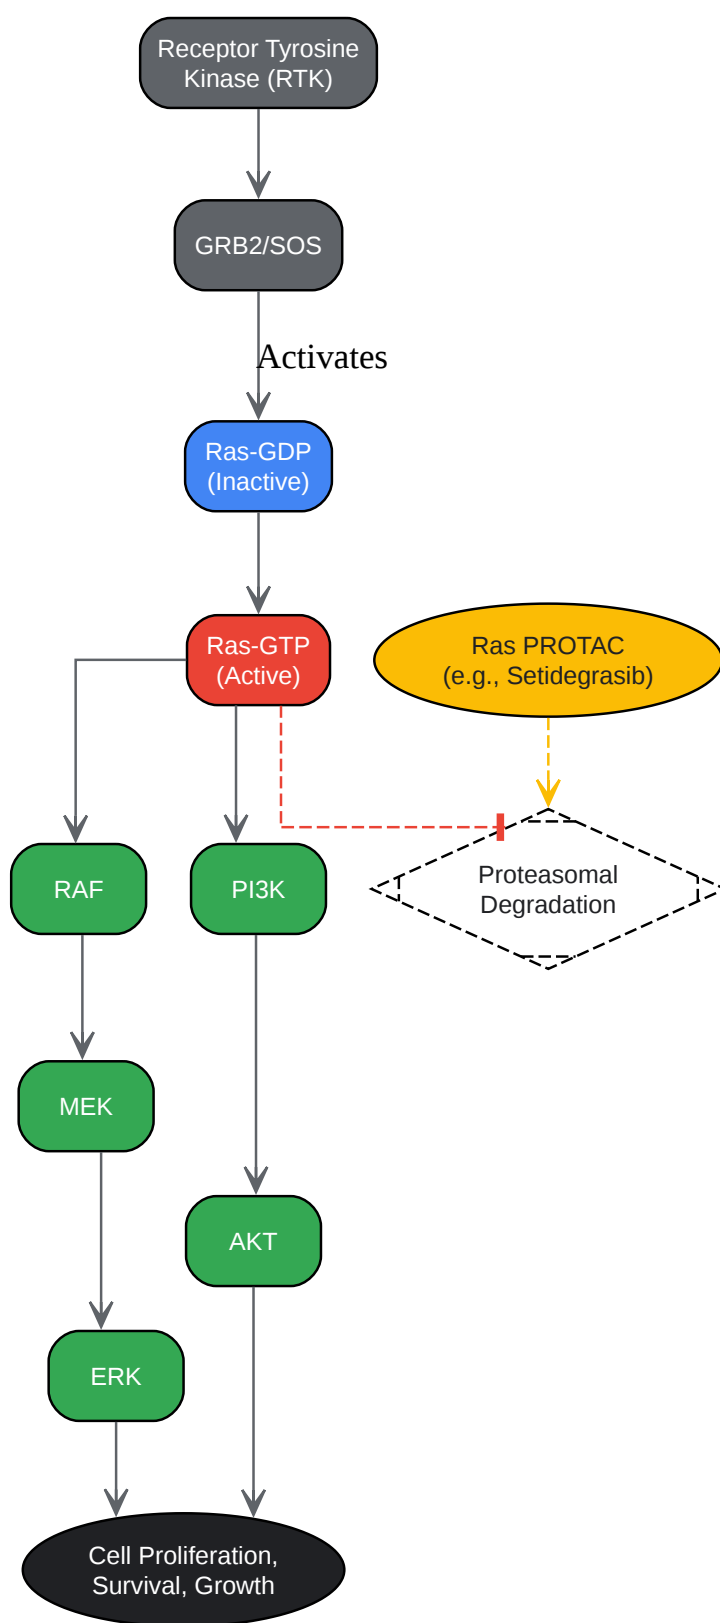 Receptor Tyrosine
Kinase (RTK)
GRB2/SOS
Activates
Ras-GDP
(Inactive)
Ras-GTP
(Active)
Ras PROTAC
(e.g., Setidegrasib)
RAF
PI3K
Proteasomal
Degradation
MEK
AKT
ERK
Cell Proliferation,
Survival, Growth